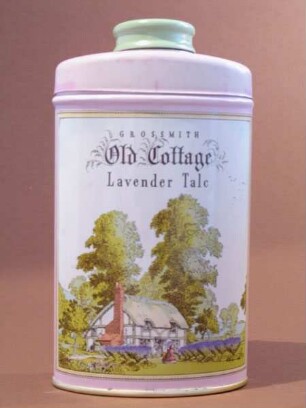 GROSSMITH
Old Cottage
Lavender Talc